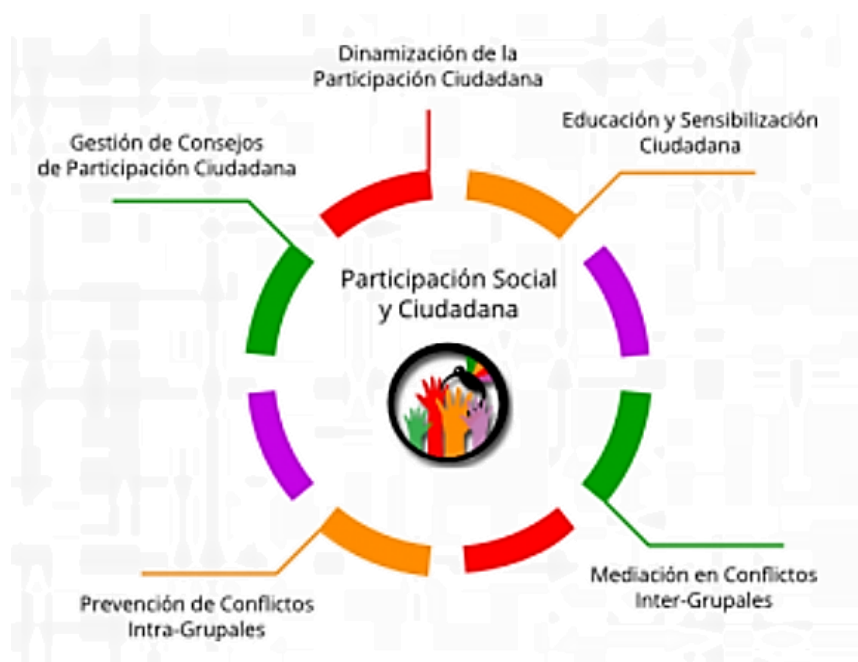 Dinamización de la
Participación Ciudadana
Educación y Sensibilización
Ciudadana
Gestión de Consejos
de Participación Ciudadana
Participación Social
y Ciudadana
Mediación en Conflictos
Inter-Grupales
Prevención de Conflictos
Intra-Grupales